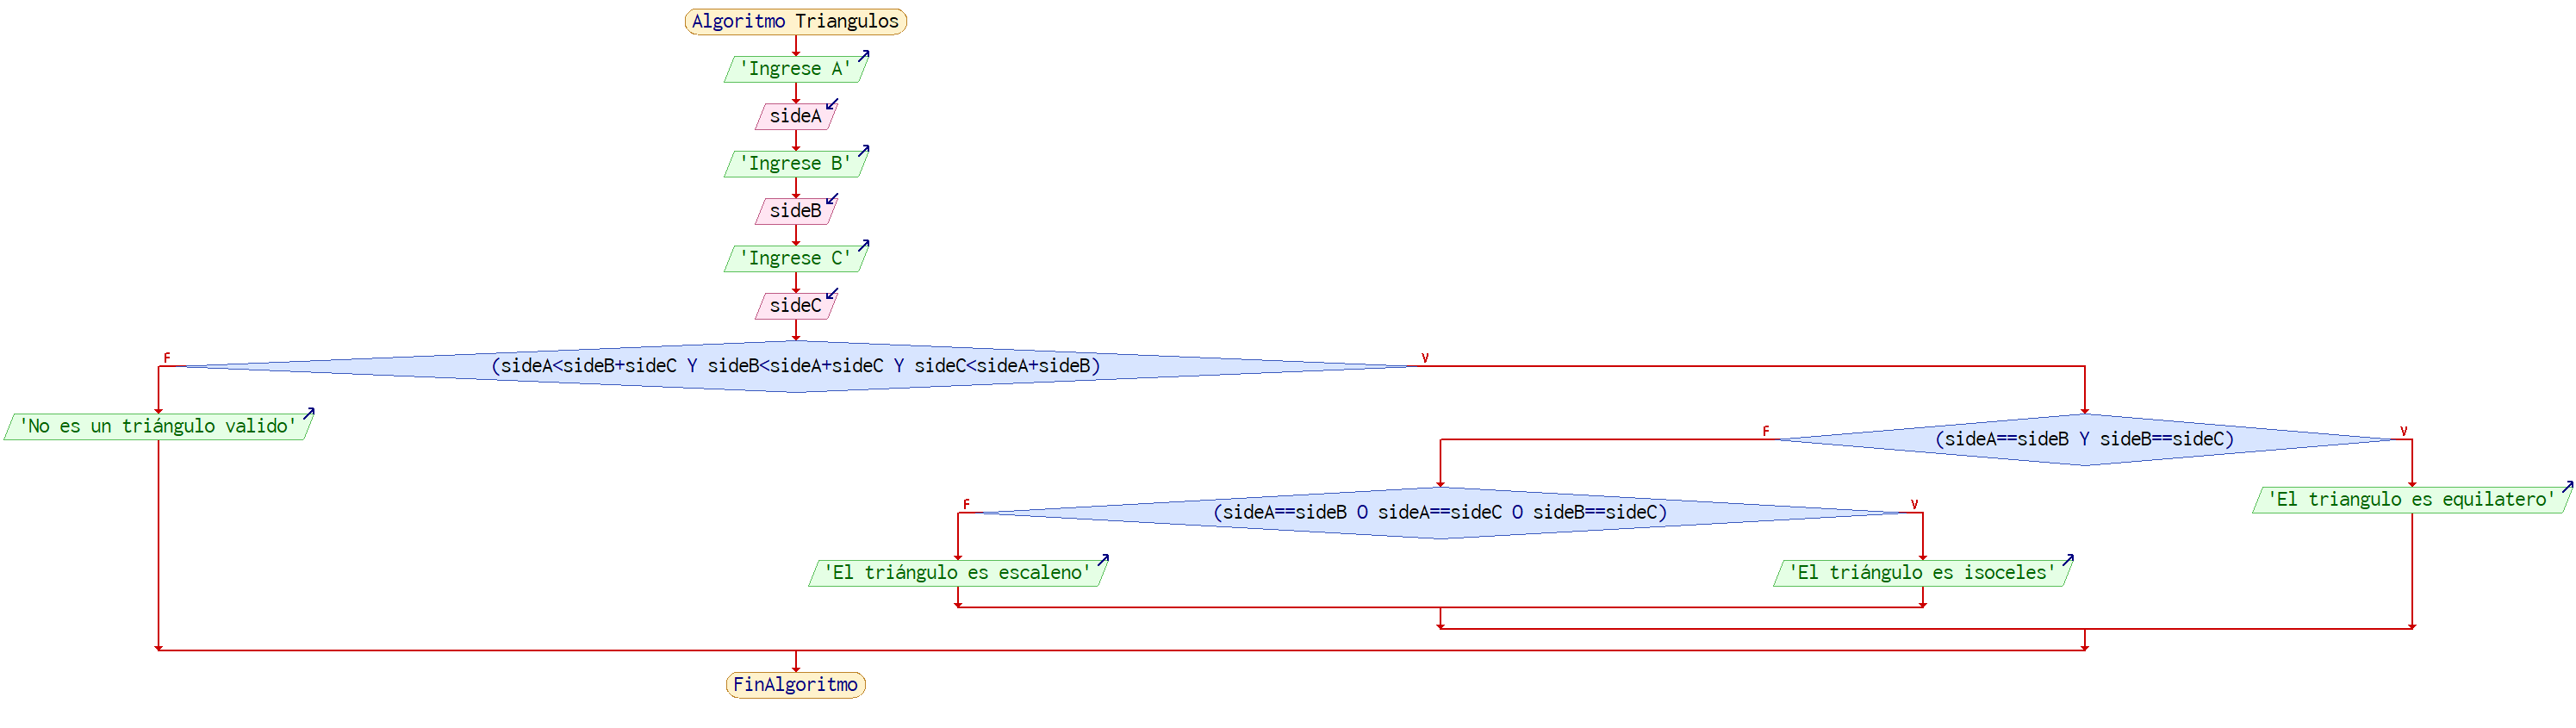 Algoritmo Triangulos
'Ingrese A'
sideA
'Ingrese B'
sideB
'Ingrese C'
sideC
F
(sideA<sideB+sideC Y sideB<sideA+sideC Y sideC<sideA+sideB)
V
'No es un triángulo valido'
F
(sideA==sideB Y sideB==sideC)
V
F
(sideA==sideB O sideA==sideC O sideB==sideC)
V
'El triangulo es equilatero'
'El triángulo es escaleno'
'El triángulo es isoceles'
FinAlgoritmo